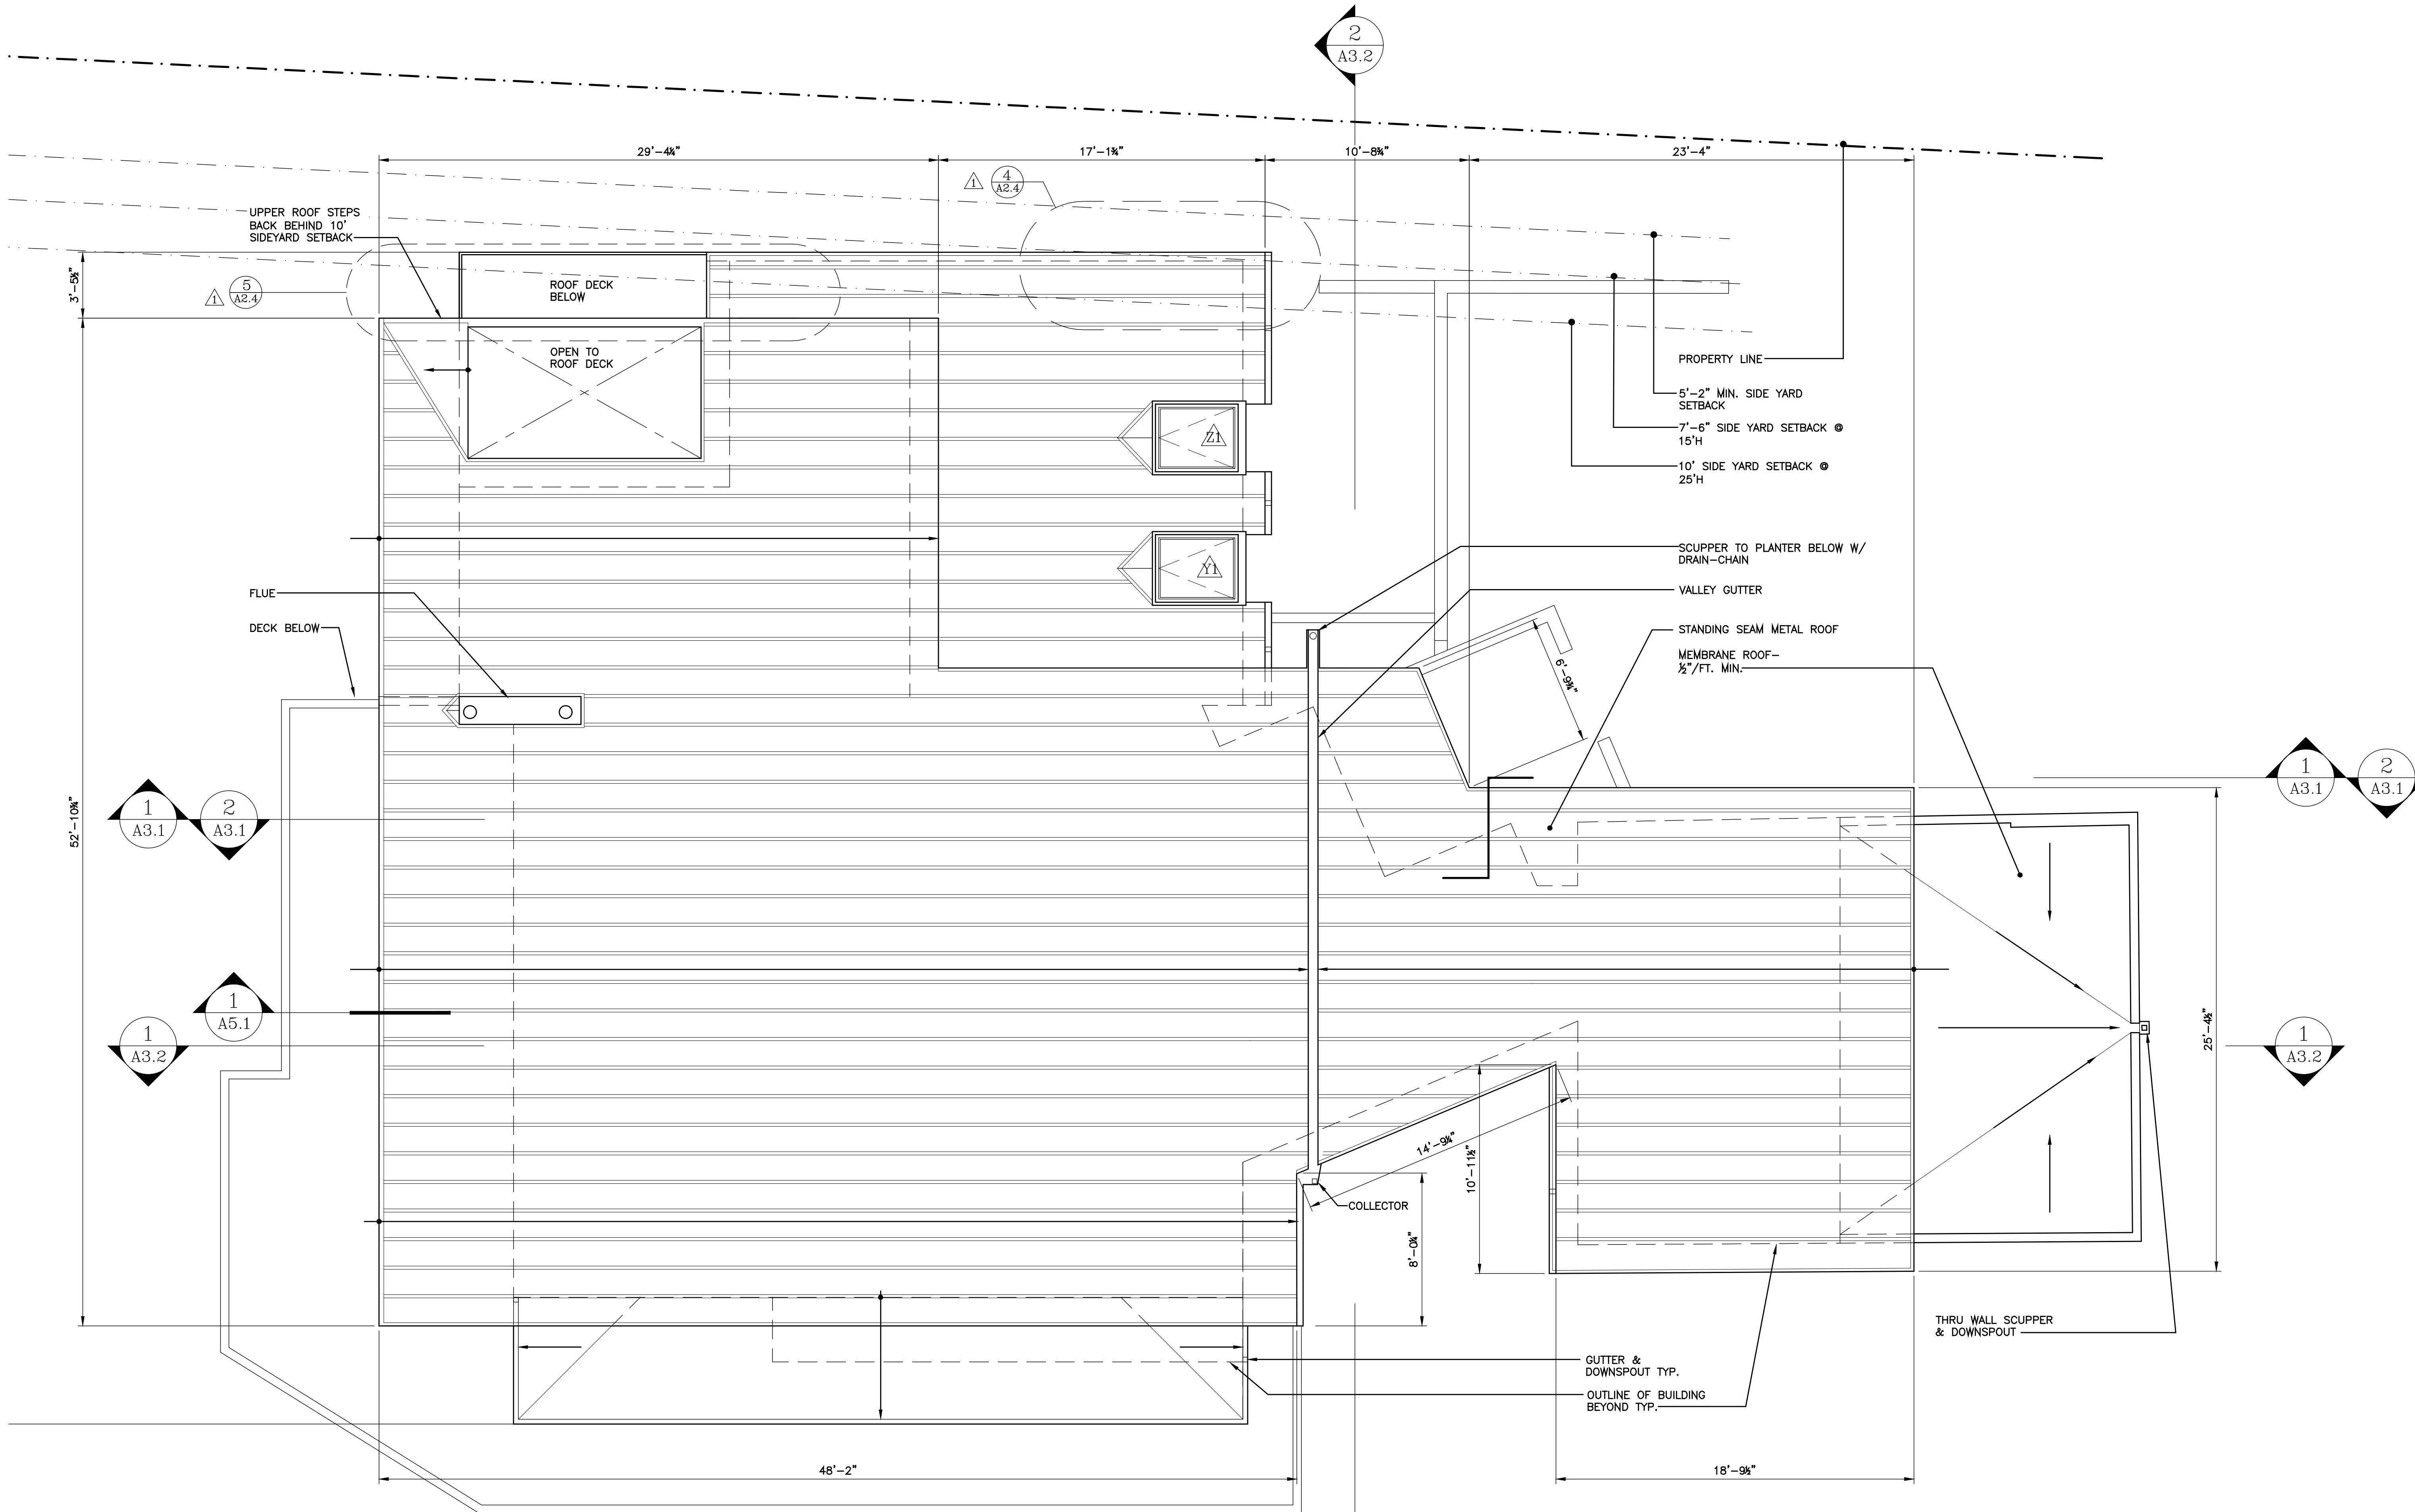 2
A3.2
29'-4¼"
17'-1¾"
10'-8¾"
23'-4"
1
4
A2.4
UPPER ROOF STEPS
BACK BEHIND 10'
SIDEYARD SETBACK
3'-5½"
1
5
A2.4
ROOF DECK
BELOW
OPEN TO
ROOF DECK
PROPERTY LINE
5'-2" MIN. SIDE YARD
SETBACK
7'-6" SIDE YARD SETBACK @
15'H
10' SIDE YARD SETBACK @
25'H
Z1
Y1
SCUPPER TO PLANTER BELOW W/
DRAIN-CHAIN
VALLEY GUTTER
FLUE
DECK BELOW
STANDING SEAM METAL ROOF
MEMBRANE ROOF-
½"/FT. MIN.
6'-9¾"
52'-10¾"
1
A3.1
2
A3.1
1
A3.1
2
A3.1
1
A5.1
1
A3.2
25'-4½"
1
A3.2
14'-9¼"
10'-11½"
COLLECTOR
8'-0¼"
THRU WALL SCUPPER
& DOWNSPOUT
GUTTER &
DOWNSPOUT TYP.
OUTLINE OF BUILDING
BEYOND TYP.
48'-2"
18'-9½"